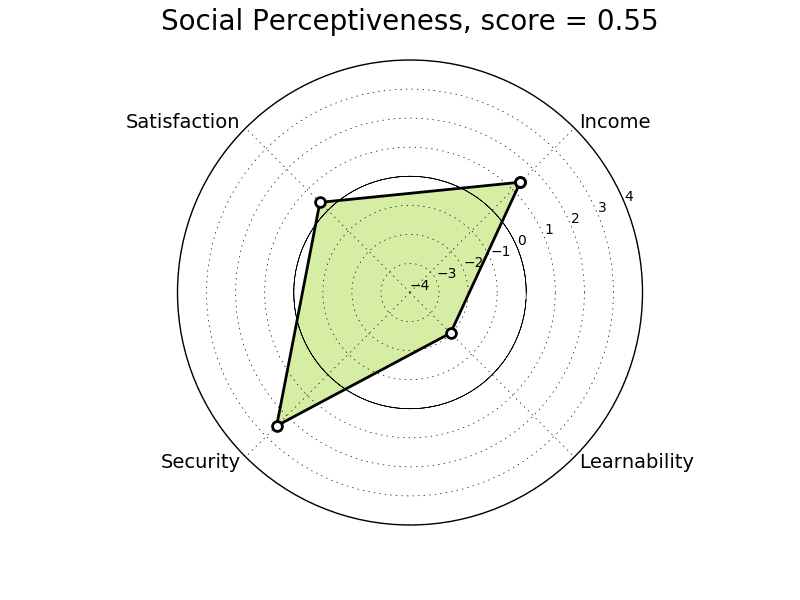 Social Perceptiveness, score = 0.55
Satisfaction
Income
4
3
2
1
0
−1
−2
−3
−4
Security
Learnability